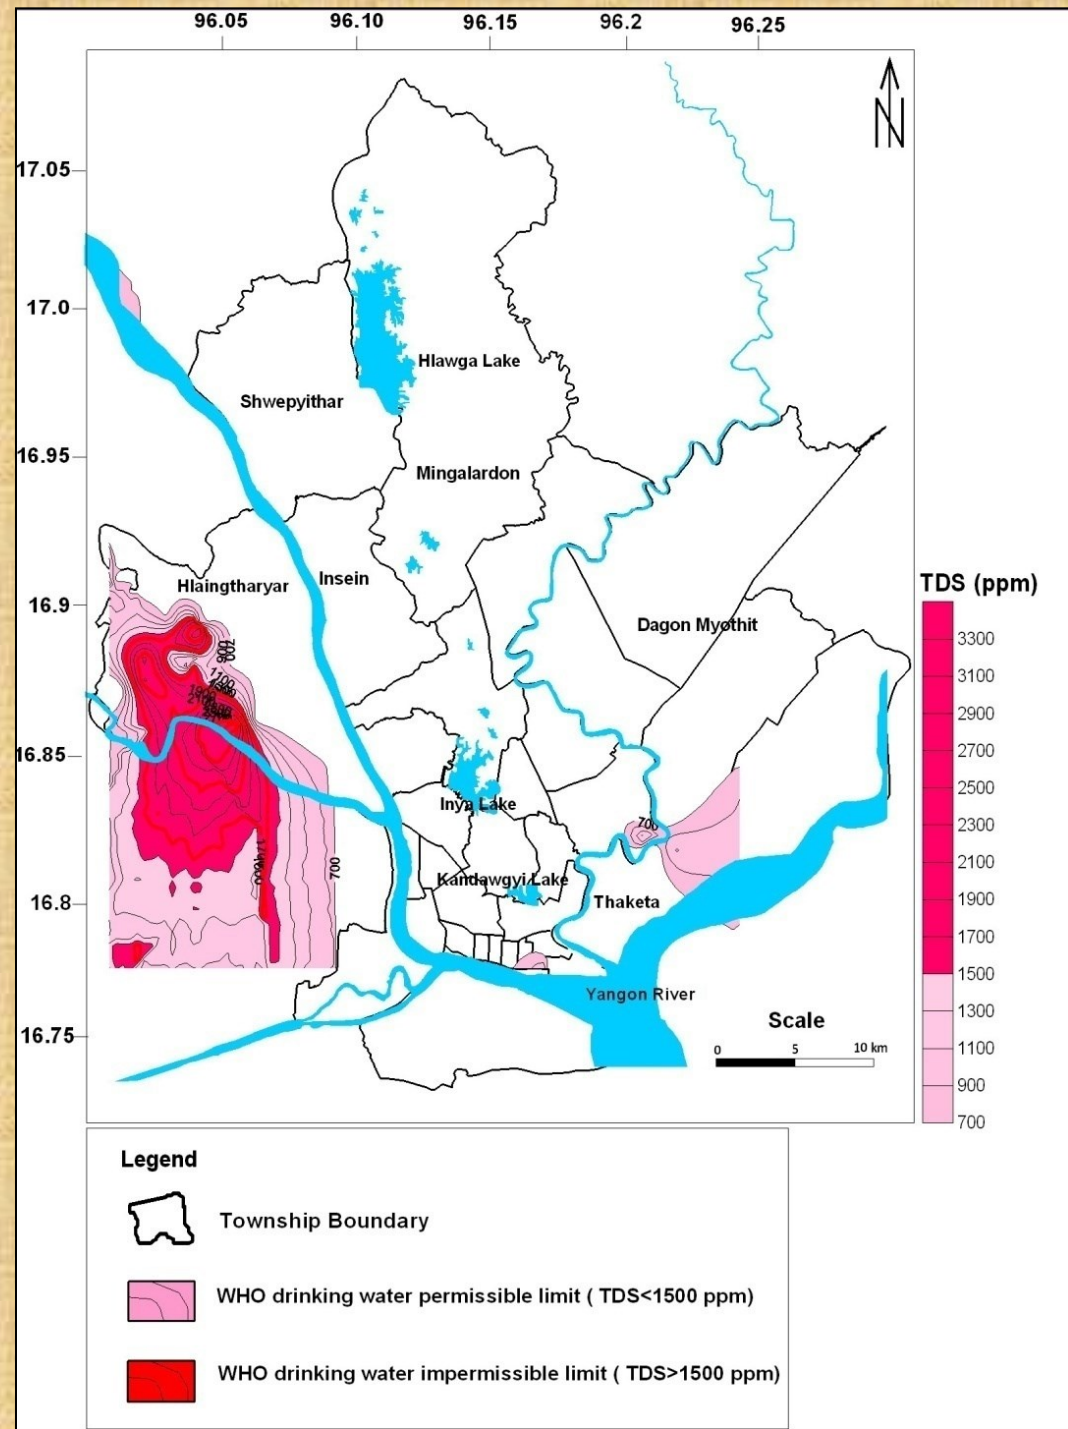 96.05 96.10 96.15 96.2 96.25
N
17.05
17.0
Hlawga Lake
Shwepyithar
16.95
Mingalardon
Insein
Hlaingtharyar
TDS (ppm)
16.9
Dagon Myothit
3300
900
700
3100
1100
2900
2700
16.85
2500
Inya Lake
2300
700
2100
700
Kandawgyi Lake
1900
16.8
Thaketa
1700
1500
Yangon River
1300
Scale
16.75
0 5 10 km
1100
900
700
Legend
Township Boundary
WHO drinking water permissible limit ( TDS<1500 ppm)
WHO drinking water impermissible limit ( TDS>1500 ppm)